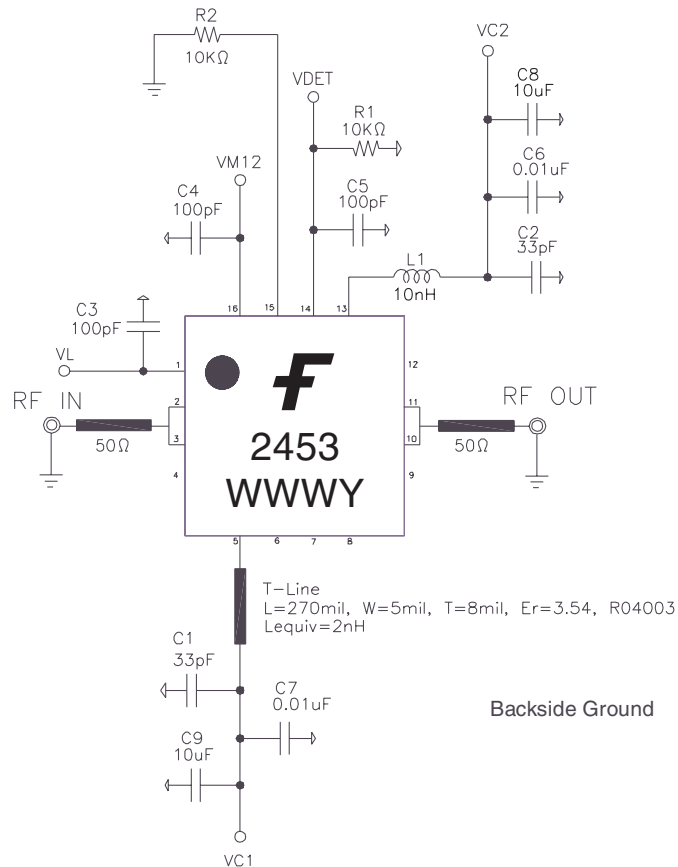 R2
10KΩ
VC2
VDET
C8
10uF
R1
10KΩ
VM12
C6
0.01uF
C4
100pF
C5
100pF
C2
33pF
L1
10nH
16
15
14
13
C3
100pF
VL
1
12
RF IN
2
11
RF OUT
50Ω
3
10
50Ω
2453
4
9
WWWY
5
6
7
8
T-Line
L=270mil, W=5mil, T=8mil, Er=3.54, R04003
Lequiv=2nH
C1
33pF
C7
0.01uF
Backside Ground
C9
10uF
VC1